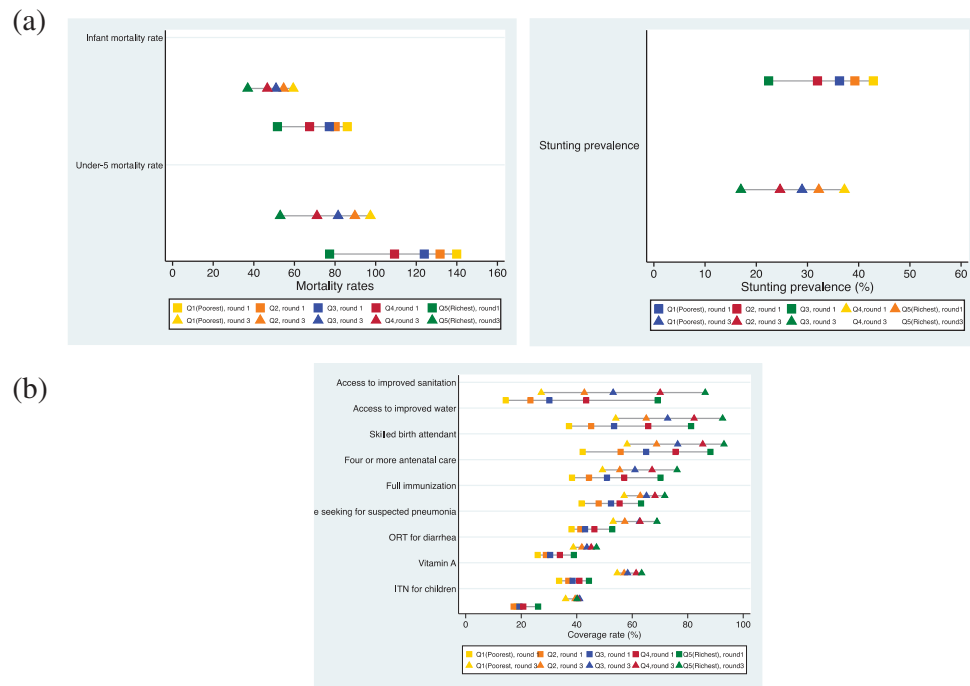 (a)
Infant mortality rate
Under-5 mortality rate
0 20 40 60 80 100 120 140 160
Mortality rates
Q1(Poorest), round 1 Q2, round 1 Q3, round 1 Q4,round 1 Q5(Richest), round1
Q1(Poorest), round 3 Q2, round 3 Q3, round 3 Q4,round 3 Q5(Richest), round3
Stunting prevalence
0 10 20 30 40 50 60
Stunting prevalence (%)
Q1(Poorest), round 1 Q2, round 1 Q3, round 1 Q4,round 1 Q5(Richest), round1
Q1(Poorest), round 3 Q2, round 3 Q3, round 3 Q4,round 3 Q5(Richest), round3
(b)
Access to improved sanitation
Access to improved water
Skilled birth attendant
Four or more antenatal care
Full immunization
e seeking for suspected pneumonia
ORT for diarrhea
Vitamin A
ITN for children
0 20 40 60 80 100
Coverage rate (%)
Q1(Poorest), round 1 Q2, round 1 Q3, round 1 Q4,round 1 Q5(Richest), round1
Q1(Poorest, round 3 Q2, round 3 Q3, round 3 Q4,round 3 Q5(Richest), round3